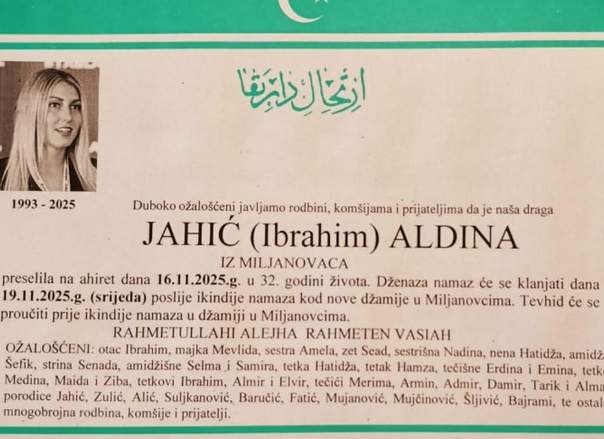 ارتحال دار بقا
1993 - 2025
Duboko ožalošćeni javljamo rodbini, komšijama i prijateljima da je naša draga
JAHIĆ (Ibrahim) ALDINA
IZ MILJANOVACA
preselila na ahiret dana 16.11.2025.g. u 32. godini života. Dženaza namaz će se klanjati dana
19.11.2025.g. (srijeda) poslije ikindije namaza kod nove džamije u Miljanovcima. Tevhid će se
proučiti prije ikindije namaza u džamiji u Miljanovcima.
RAHMETULLAHI ALEJHA RAHMETEN VASIAH
OŽALOŠĆENI: otac Ibrahim, majka Mevlida, sestra Amela, zet Sead, sestrišna Nadina, nena Hatidža, amidž
Šefik, strina Senada, amidžišne Selma i Samira, tetka Hatidža, tetak Hamza, tečišne Erdina i Emina, tetk
Medina, Maida i Ziba, tetkovi Ibrahim, Almir i Elvir, tečići Merima, Armin, Admir, Damir, Tarik i Alma
porodice Jahić, Zulić, Alić, Suljkanović, Baručić, Fatić, Mujanović, Mujčinović, Šljivić, Bajrami, te ostal
mnogobrojna rodbina, komšije i prijatelji.